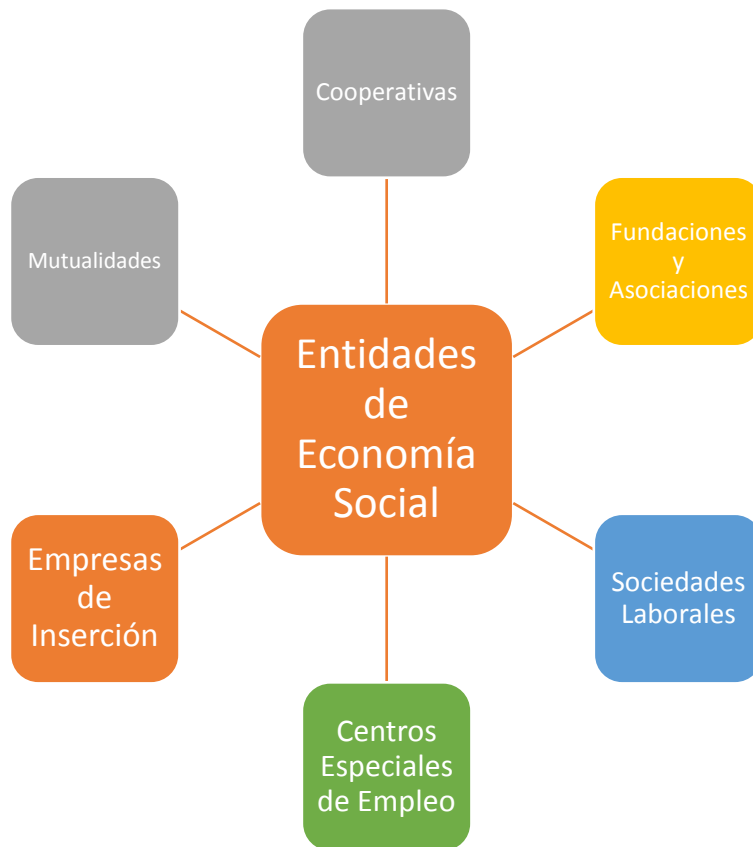 Cooperativas
Fundaciones
y
Asociaciones
Mutualidades
Entidades
de
Economía
Social
Empresas
de
Inserción
Sociedades
Laborales
Centros
Especiales
de Empleo